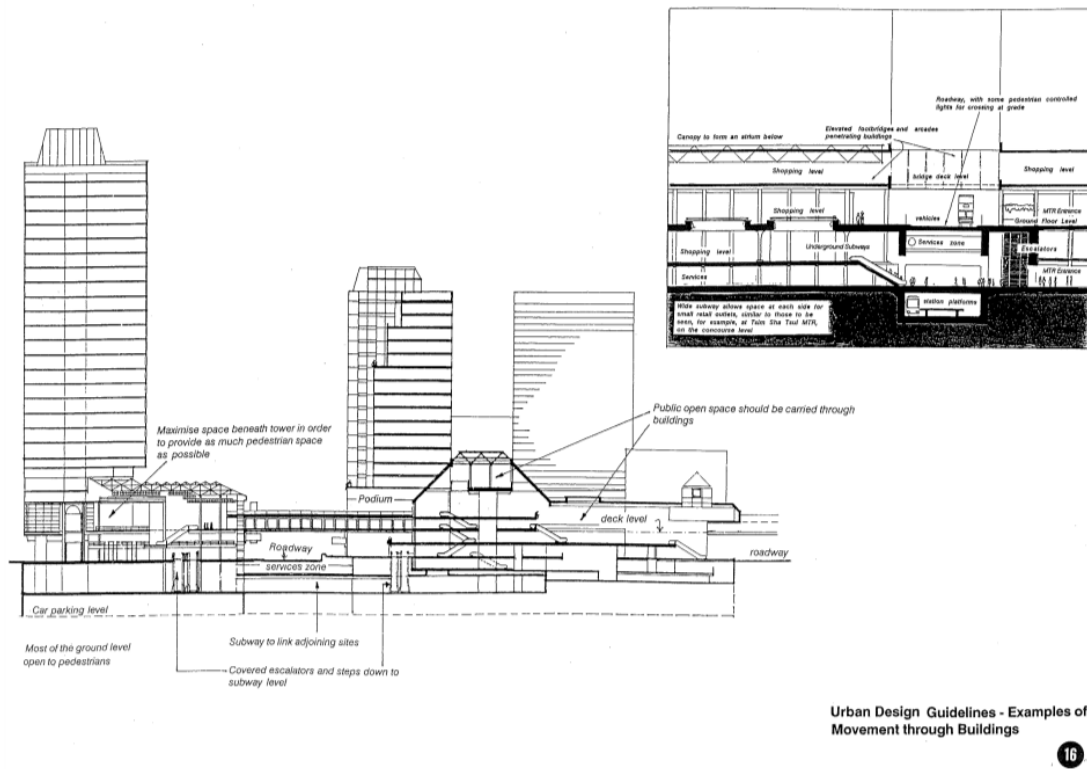 Roadway, with some pedestrian controlled
lights for crossing at grade
Elevated footbridges and arcades
penetrating buildings
Canopy to form an atrium below
Shopping level
bridge deck level
Shopping level
Shopping level
vehicles
MTR Entrance
Ground Floor Level
Services zone
Escalators
Shopping level
Underground Subways
MTR Entrance
Services
station platforms
Wide subway allows space at each side for
small retail outlets, similar to those to be
seen, for example, at Tsim Sha Tsui MTR,
on the concourse level
Public open space should be carried through
buildings
Maximise space beneath tower in order
to provide as much pedestrian space
as possible
Podium
deck level
Roadway
services zone
roadway
Car parking level
Most of the ground level
open to pedestrians
Subway to link adjoining sites
Covered escalators and steps down to
subway level
Urban Design Guidelines - Examples of
Movement through Buildings
16